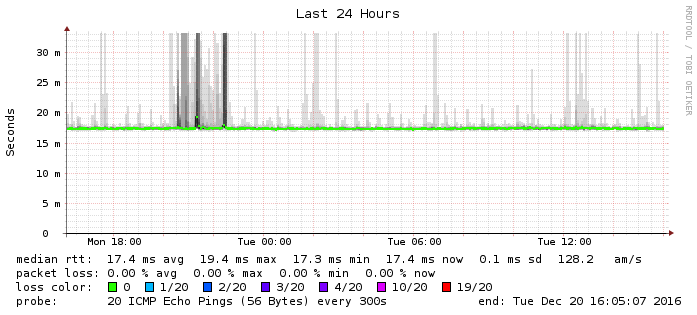 Last 24 Hours
RRDTOOL / TOBI OETIKER
Seconds
30 m
25 m
20 m
15 m
10 m
5 m
0
Mon 18:00 Tue 00:00 Tue 06:00 Tue 12:00
median rtt: 17.4 ms avg 19.4 ms max 17.3 ms min 17.4 ms now 0.1 ms sd 128.2 am/s
packet loss: 0.00 % avg 0.00 % max 0.00 % min 0.00 % now
loss color: 0 1/20 2/20 3/20 4/20 10/20 19/20
probe: 20 ICMP Echo Pings (56 Bytes) every 300s end: Tue Dec 20 16:05:07 2016